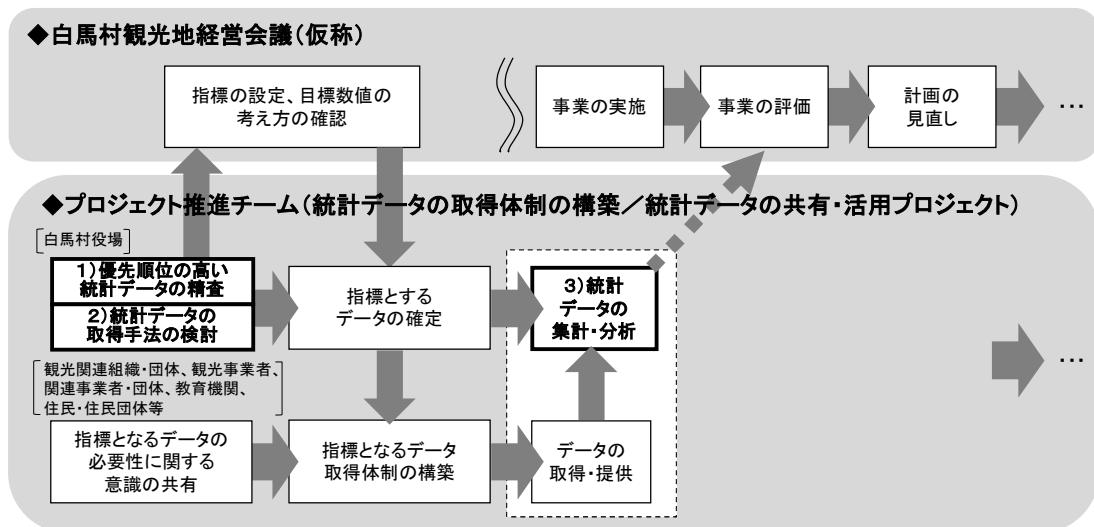 ◆白馬村観光地経営会議(仮称)
指標の設定、目標数値の
考え方の確認
事業の実施
事業の評価
計画の
見直し
…
◆プロジェクト推進チーム(統計データの取得体制の構築/統計データの共有・活用プロジェクト)
白馬村役場
1)優先順位の高い
統計データの精査
2)統計データの
取得手法の検討
指標とする
データの確定
3)統計
データの
集計・分析
…
観光関連組織・団体、観光事業者、
関連事業者・団体、教育機関、
住民・住民団体等
指標となるデータの
必要性に関する
意識の共有
指標となるデータ
取得体制の構築
データの
取得・提供